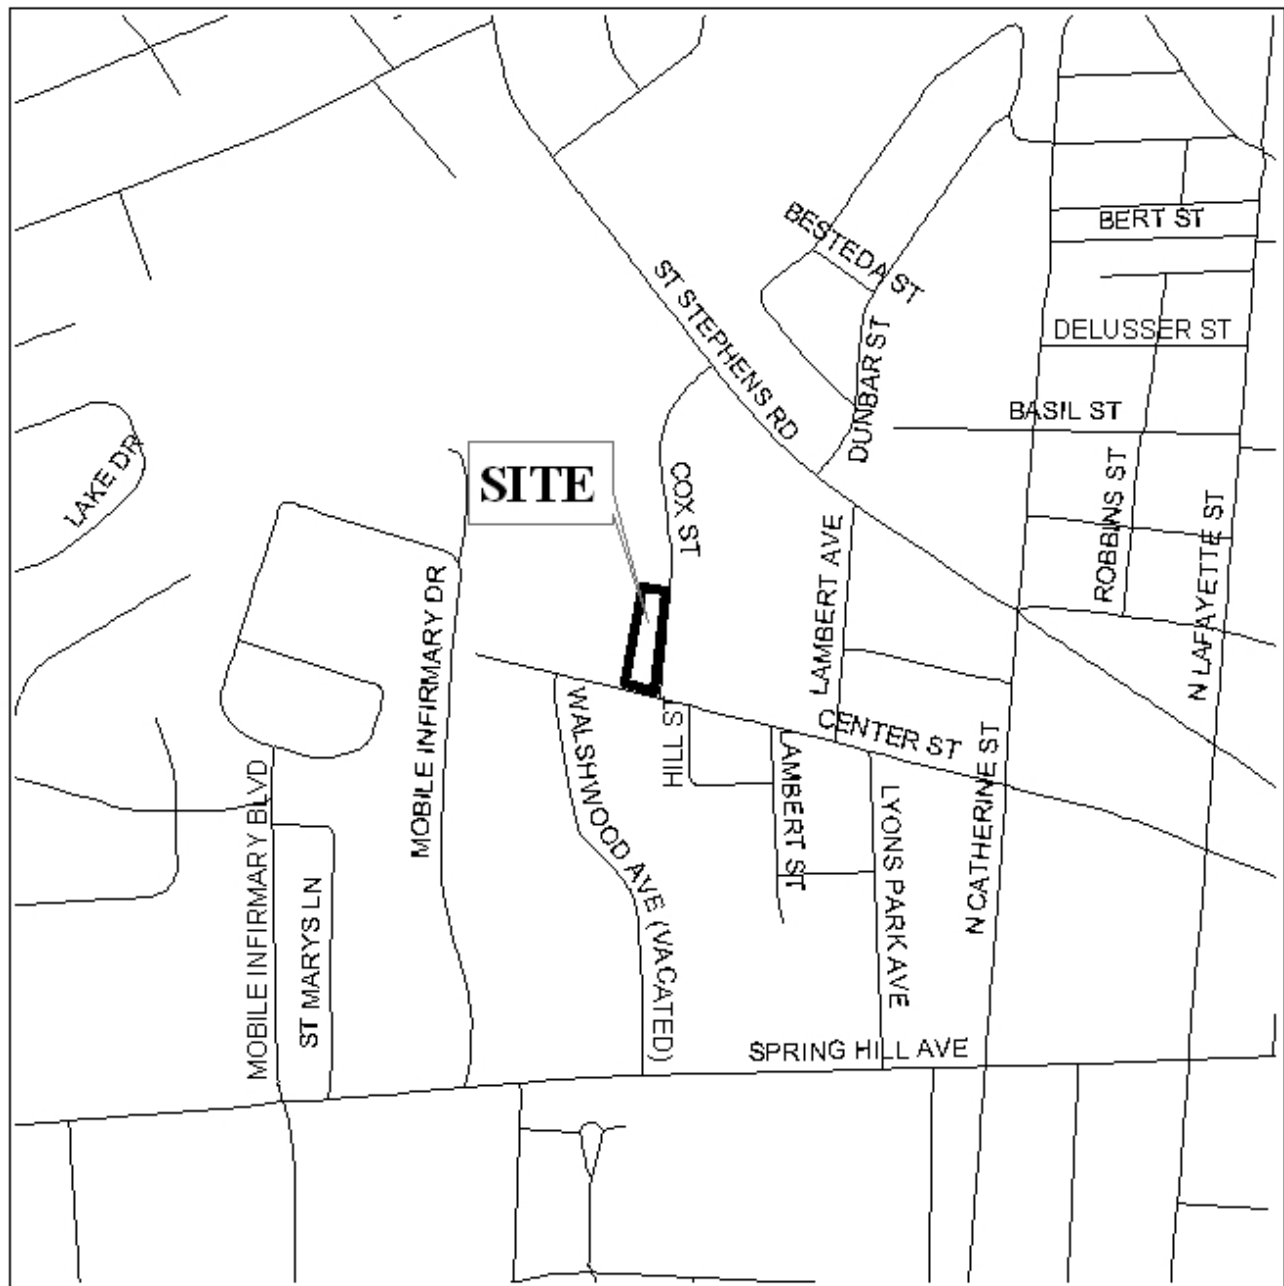 BESTEDA ST
BERT ST
ST STEPHENS RD
DELUSSER ST
DUNBAR ST
BASIL ST
LAKE DR
SITE
COX ST
ROBBINS ST
N LAFAYETTE ST
LAMBERT AVE
MOBILE INFIRMARY DR
HILL ST
CENTER ST
WALSHWOOD AVE (VACATED)
LAMBERT ST
N CATHERINE ST
MOBILE INFIRMARY BLVD
LYONS PARK AVE
ST MARYS LN
SPRING HILL AVE